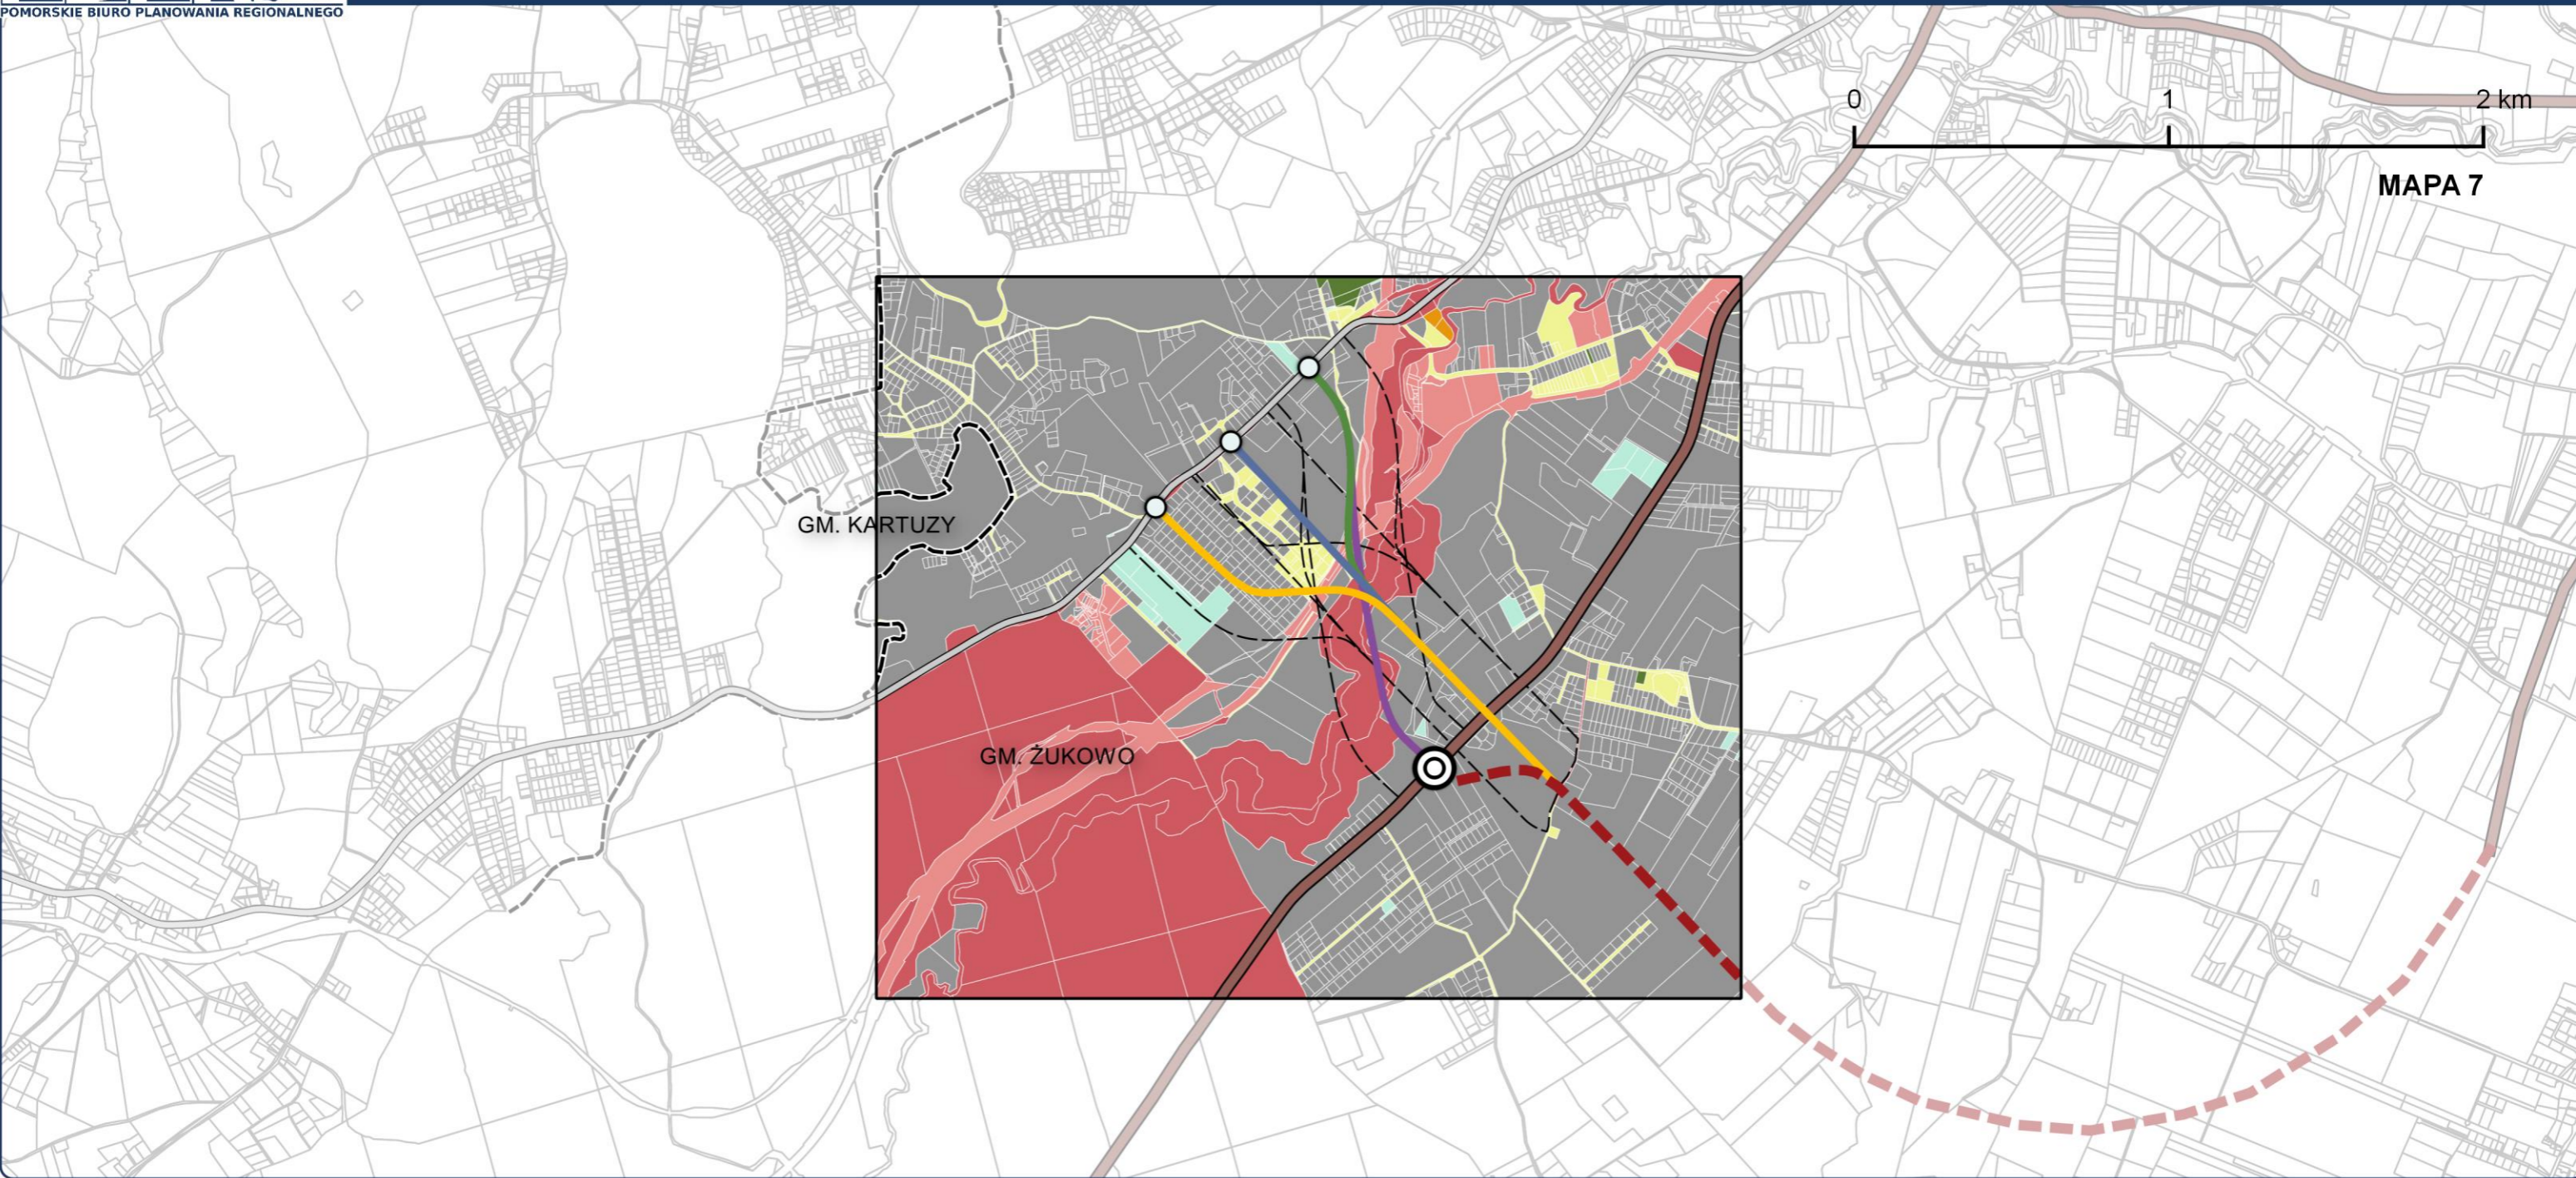 POMORSKIE BIURO PLANOWANIA REGIONALNEGO
0 1 2 km
MAPA 7
GM. KARTUZY
GM. ŻUKOWO